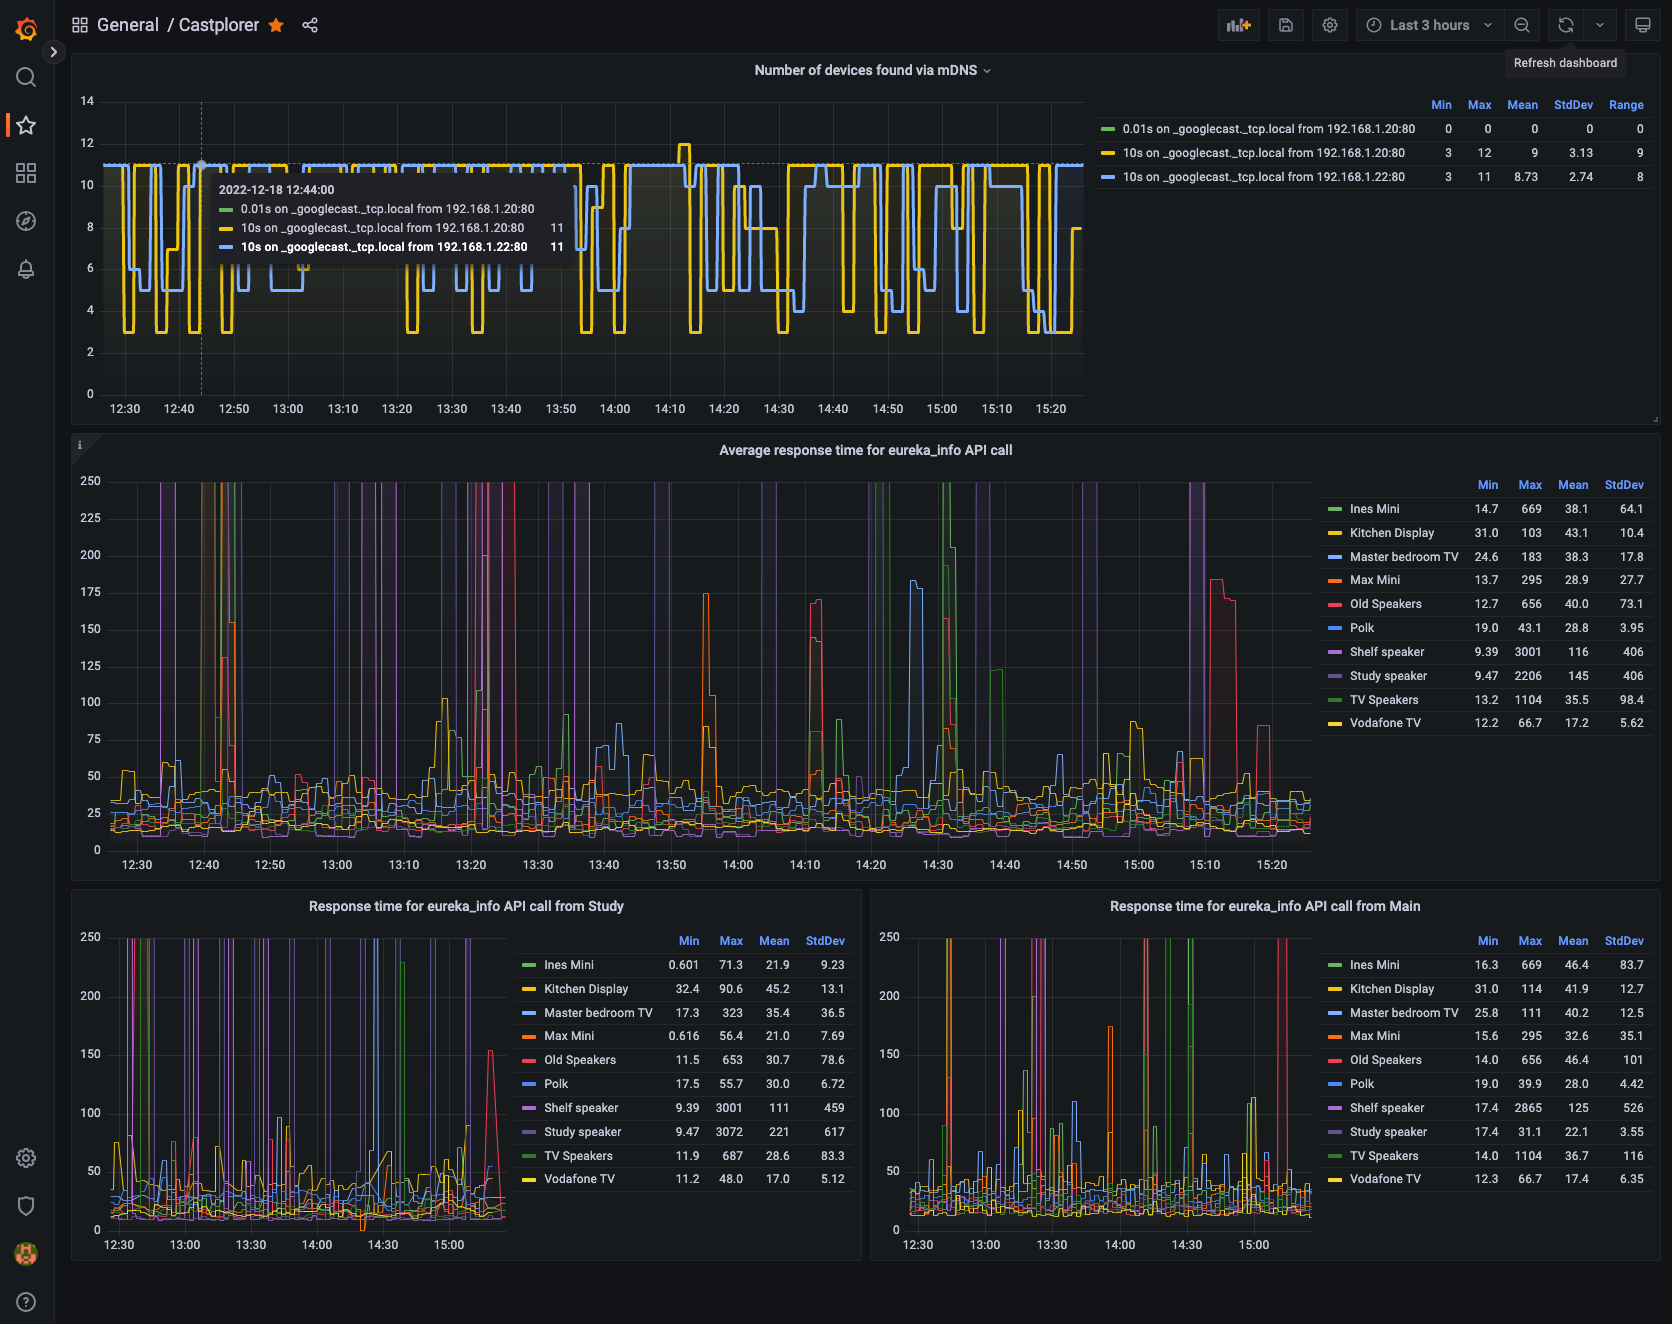 General / Castplorer
Last 3 hours
Refresh dashboard
Number of devices found via mDNS
14
12
10
8
6
4
2
0
12:30 12:40 12:50 13:00 13:10 13:20 13:30 13:40 13:50 14:00 14:10 14:20 14:30 14:40 14:50 15:00 15:10 15:20
2022-12-18 12:44:00
0.01s on _googlecast._tcp.local from 192.168.1.20:80
10s on _googlecast._tcp.local from 192.168.1.20:80 11
10s on _googlecast._tcp.local from 192.168.1.22:80 11
Min Max Mean StdDev Range
0.01s on _googlecast._tcp.local from 192.168.1.20:80 0 0 0 0 0
10s on _googlecast._tcp.local from 192.168.1.20:80 3 12 9 3.13 9
10s on _googlecast._tcp.local from 192.168.1.22:80 3 11 8.73 2.74 8
i
Average response time for eureka_info API call
250
225
200
175
150
125
100
75
50
25
0
12:30 12:40 12:50 13:00 13:10 13:20 13:30 13:40 13:50 14:00 14:10 14:20 14:30 14:40 14:50 15:00 15:10 15:20
Min Max Mean StdDev
Ines Mini 14.7 669 38.1 64.1
Kitchen Display 31.0 103 43.1 10.4
Master bedroom TV 24.6 183 38.3 17.8
Max Mini 13.7 295 28.9 27.7
Old Speakers 12.7 656 40.0 73.1
Polk 19.0 43.1 28.8 3.95
Shelf speaker 9.39 3001 116 406
Study speaker 9.47 2206 145 406
TV Speakers 13.2 1104 35.5 98.4
Vodafone TV 12.2 66.7 17.2 5.62
Response time for eureka_info API call from Study
250
200
150
100
50
0
12:30 13:00 13:30 14:00 14:30 15:00
Min Max Mean StdDev
Ines Mini 0.601 71.3 21.9 9.23
Kitchen Display 32.4 90.6 45.2 13.1
Master bedroom TV 17.3 323 35.4 36.5
Max Mini 0.616 56.4 21.0 7.69
Old Speakers 11.5 653 30.7 78.6
Polk 17.5 55.7 30.0 6.72
Shelf speaker 9.39 3001 111 459
Study speaker 9.47 3072 221 617
TV Speakers 11.9 687 28.6 83.3
Vodafone TV 11.2 48.0 17.0 5.12
Response time for eureka_info API call from Main
250
200
150
100
50
0
12:30 13:00 13:30 14:00 14:30 15:00
Min Max Mean StdDev
Ines Mini 16.3 669 46.4 83.7
Kitchen Display 31.0 114 41.9 12.7
Master bedroom TV 25.8 111 40.2 12.5
Max Mini 15.6 295 32.6 35.1
Old Speakers 14.0 656 46.4 101
Polk 19.0 39.9 28.0 4.42
Shelf speaker 17.4 2865 125 526
Study speaker 17.4 31.1 22.1 3.55
TV Speakers 14.0 1104 36.7 116
Vodafone TV 12.3 66.7 17.4 6.35